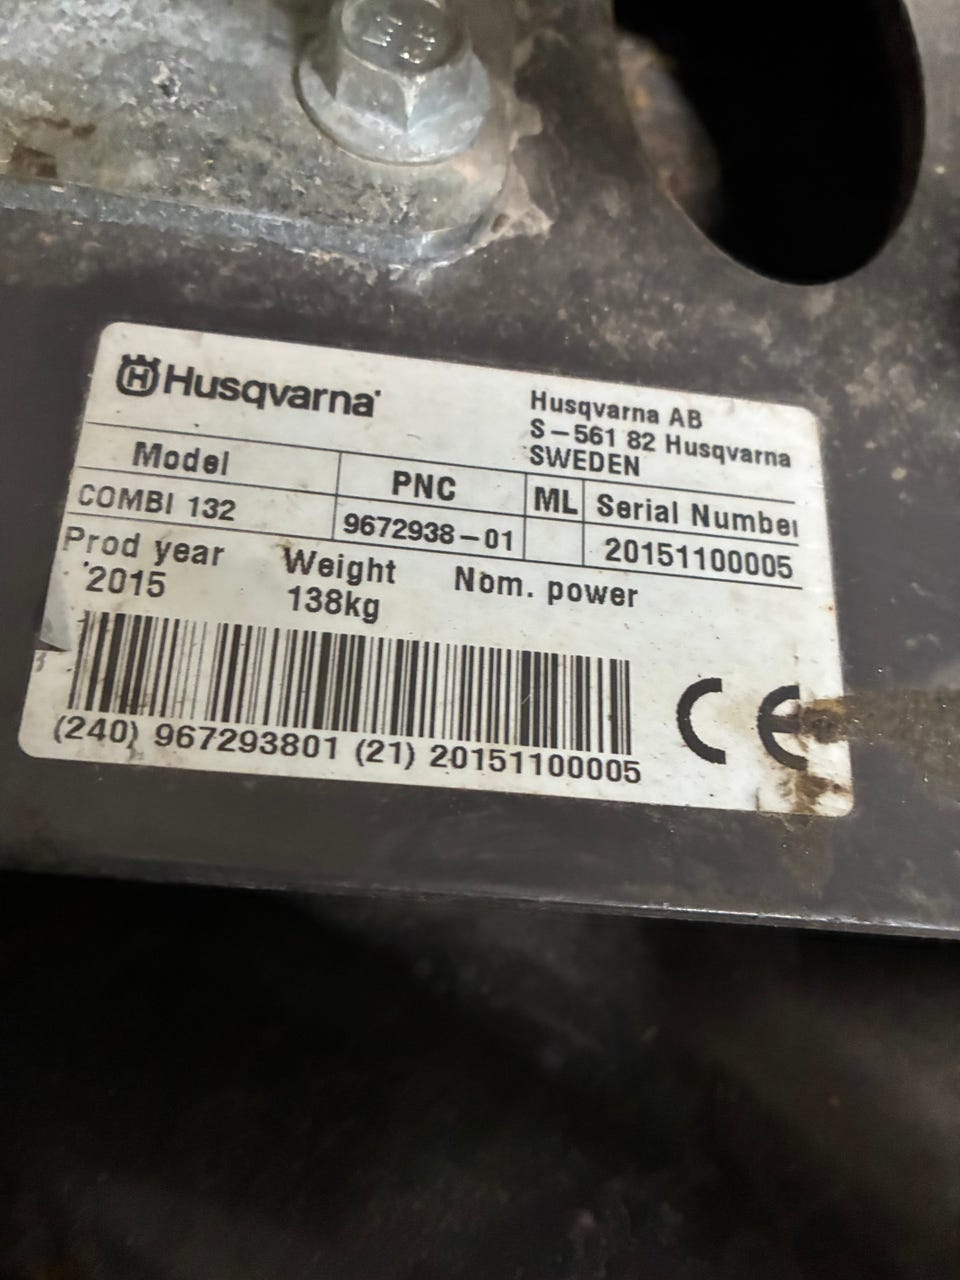 Husqvarna
Husqvarna AB
S-561 82 Husqvarna
SWEDEN
Model PNC ML Serial Number
COMBI 132 9672938-01 20151100005
Prod year Weight Nom. power
2015 138kg
(240) 967293801 (21) 20151100005
CE